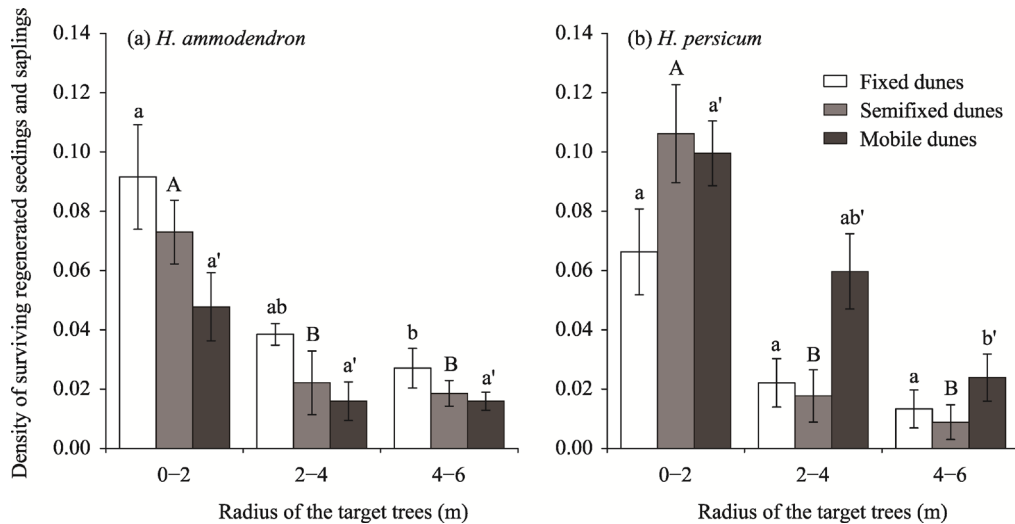 Density of surviving regenerated seedings and saplings
(a) H. ammodendron
0.14
0.12
0.10
0.08
0.06
0.04
0.02
0.00
a
A
a'
ab
B
a'
b
B
a'
0−2
2−4
4−6
Radius of the target trees (m)
(b) H. persicum
Fixed dunes
Semifixed dunes
Mobile dunes
0.14
0.12
0.10
0.08
0.06
0.04
0.02
0.00
a
A
a'
a
B
ab'
a
B
b'
0−2
2−4
4−6
Radius of the target trees (m)